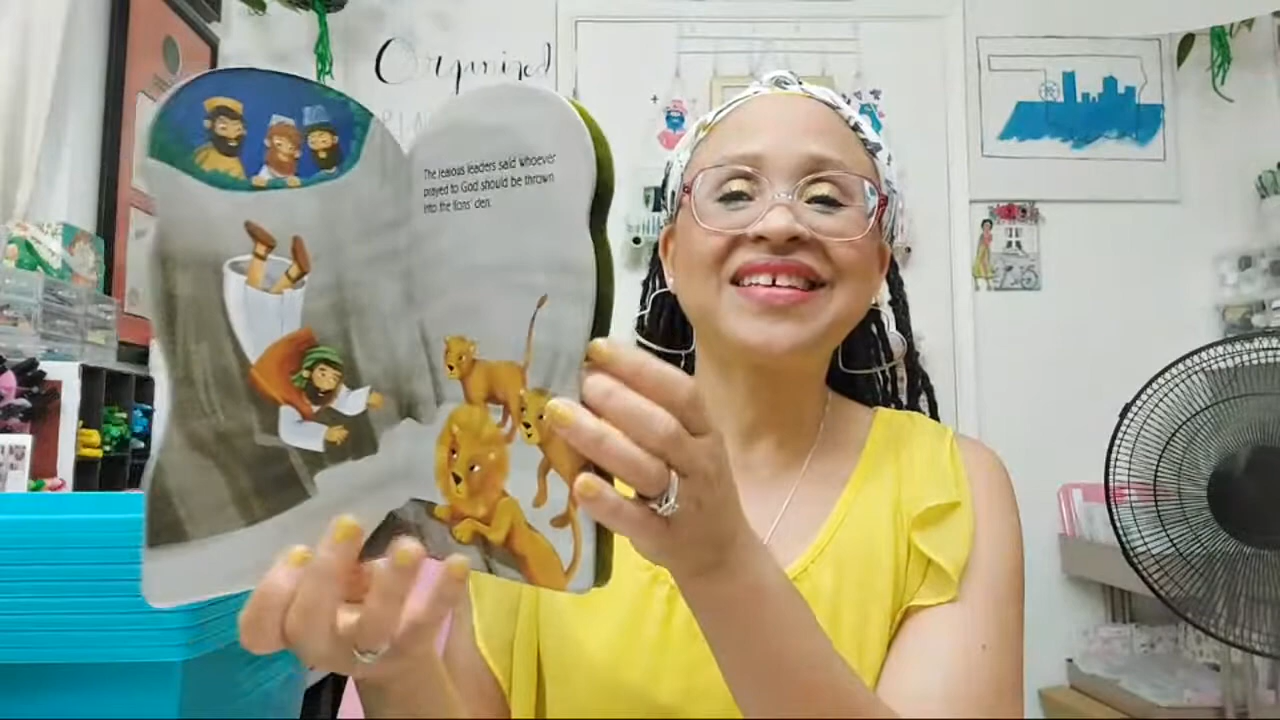 Organized
The jealous leaders said whoever
prayed to God should be thrown
into the lions' den.